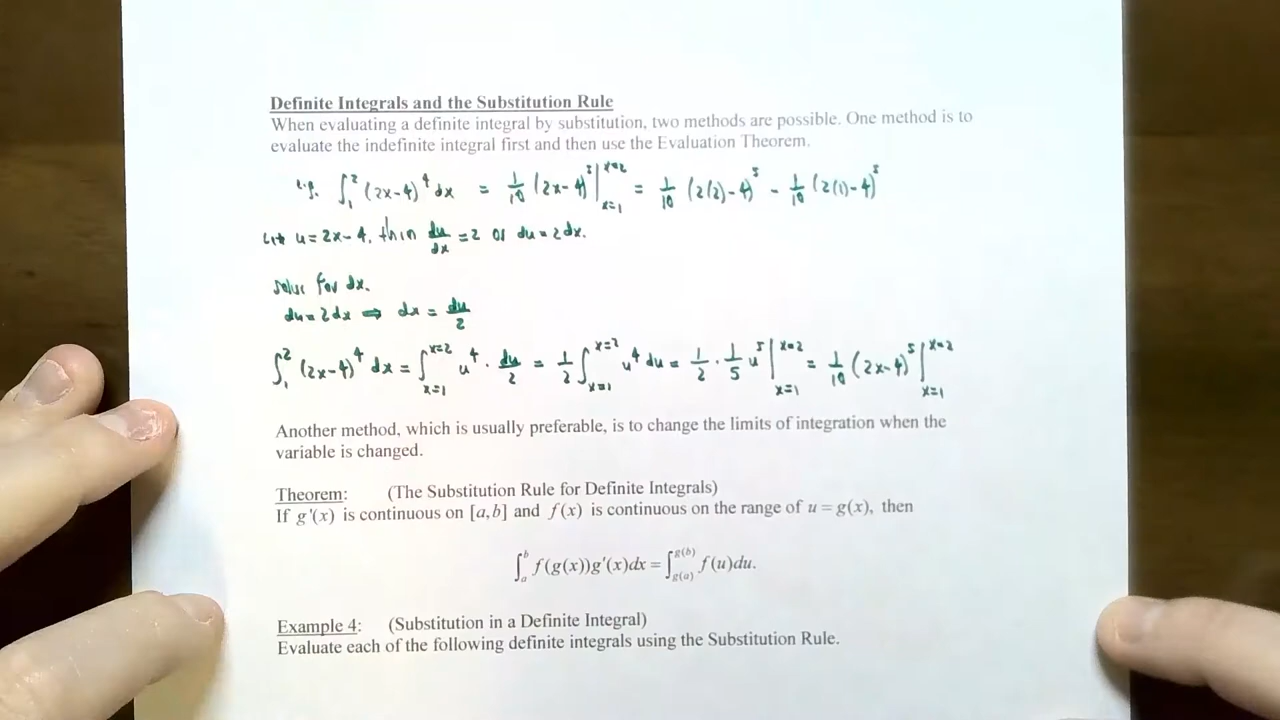 Definite Integrals and the Substitution Rule
When evaluating a definite integral by substitution, two methods are possible. One method is to
evaluate the indefinite integral first and then use the Evaluation Theorem.
e.g. ∫₁² (2x-4)⁴ dx = 1/10 (2x-4)⁵ |ₓ₌₁ˣ⁼² = 1/10 (2(2)-4)⁵ - 1/10 (2(1)-4)⁵
Let u = 2x-4, then du/dx = 2 or du = 2dx.
Solve for dx.
du = 2dx ⇒ dx = du/2
∫₁² (2x-4)⁴ dx = ∫ₓ₌₁ˣ⁼² u⁴ · du/2 = 1/2 ∫ₓ₌₁ˣ⁼² u⁴ du = 1/2 · 1/5 u⁵ |ₓ₌₁ˣ⁼² = 1/10 (2x-4)⁵ |ₓ₌₁ˣ⁼²
Another method, which is usually preferable, is to change the limits of integration when the
variable is changed.
Theorem: (The Substitution Rule for Definite Integrals)
If g'(x) is continuous on [a,b] and f(x) is continuous on the range of u = g(x), then
∫ₐᵇ f(g(x))g'(x)dx = ∫_{g(a)}^{g(b)} f(u)du.
Example 4: (Substitution in a Definite Integral)
Evaluate each of the following definite integrals using the Substitution Rule.